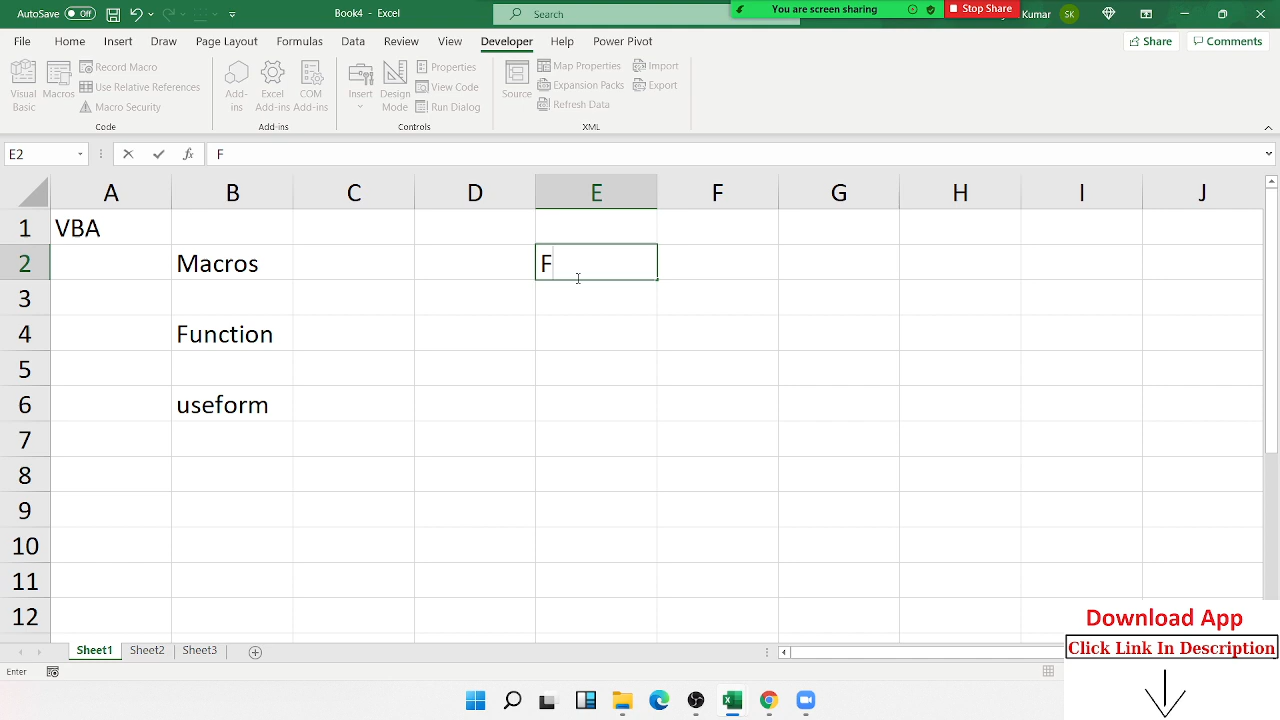 AutoSave Off Book4 - Excel Search You are screen sharing Stop Share Kumar SK
File Home Insert Draw Page Layout Formulas Data Review View Developer Help Power Pivot Share Comments
Visual Basic
Macros
Record Macro
Use Relative References
Macro Security
Code
Add-ins
Excel Add-ins
COM Add-ins
Add-ins
Insert
Design Mode
Properties
View Code
Run Dialog
Controls
Source
Map Properties
Expansion Packs
Refresh Data
Import
Export
XML
E2 fx F
A B C D E F G H I J
1 VBA
2 Macros F
3
4 Function
5
6 useform
7
8
9
10
11
12
Download App
Click Link In Description
Sheet1 Sheet2 Sheet3
Enter